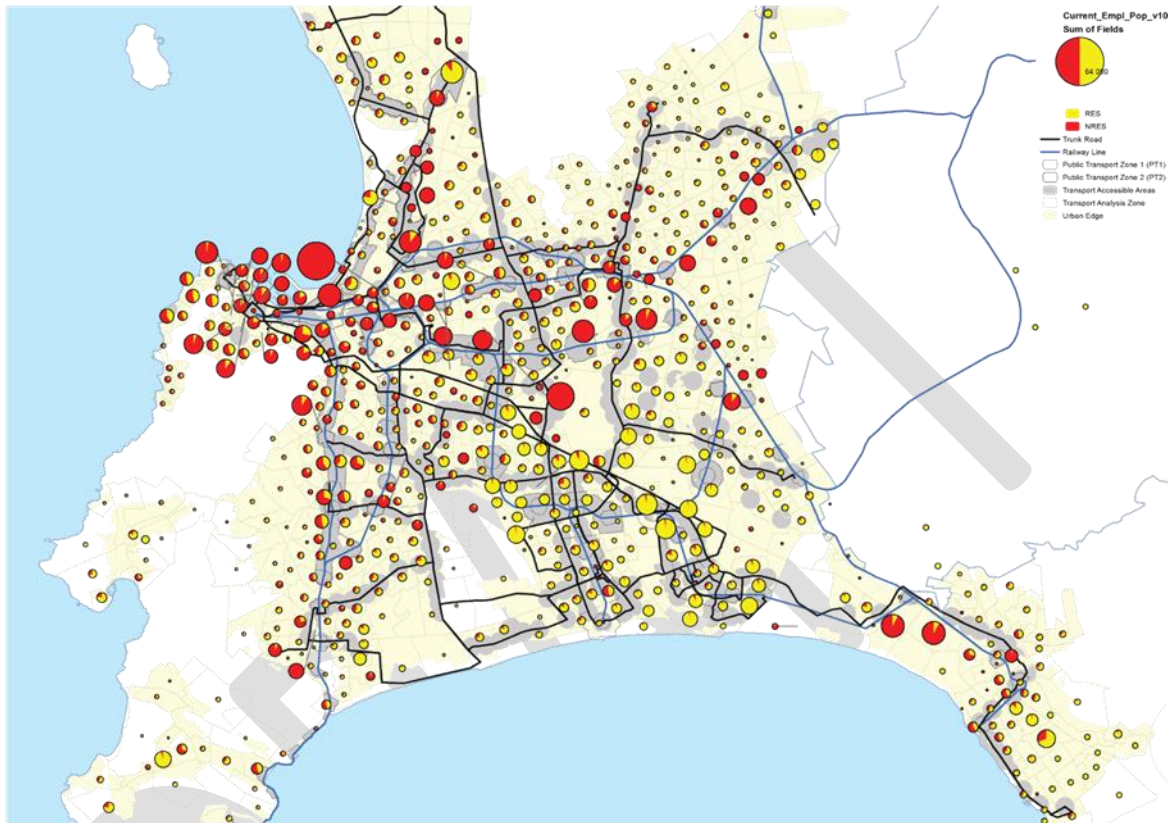 Current_Empl_Pop_v10
Sum of Fields
64 000
RES
NRES
Trunk Road
Railway Line
Public Transport Zone 1 (PT1)
Public Transport Zone 2 (PT2)
Transport Accessible Areas
Transport Analysis Zone
Urban Edge